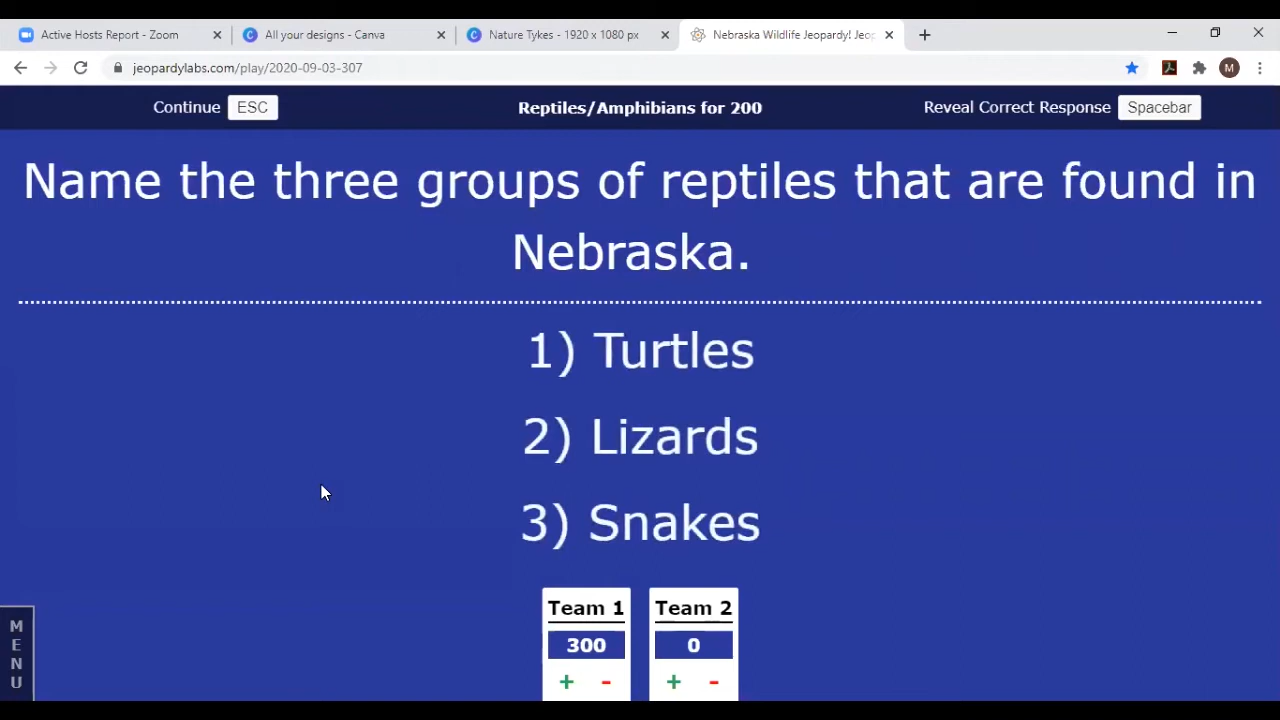 Active Hosts Report - Zoom
All your designs - Canva
Nature Tykes - 1920 x 1080 px
Nebraska Wildlife Jeopardy! Jeop
jeopardylabs.com/play/2020-09-03-307
M
Continue ESC
Reptiles/Amphibians for 200
Reveal Correct Response Spacebar
Name the three groups of reptiles that are found in
Nebraska.
1) Turtles
2) Lizards
3) Snakes
MENU
Team 1
300
+ -
Team 2
0
+ -